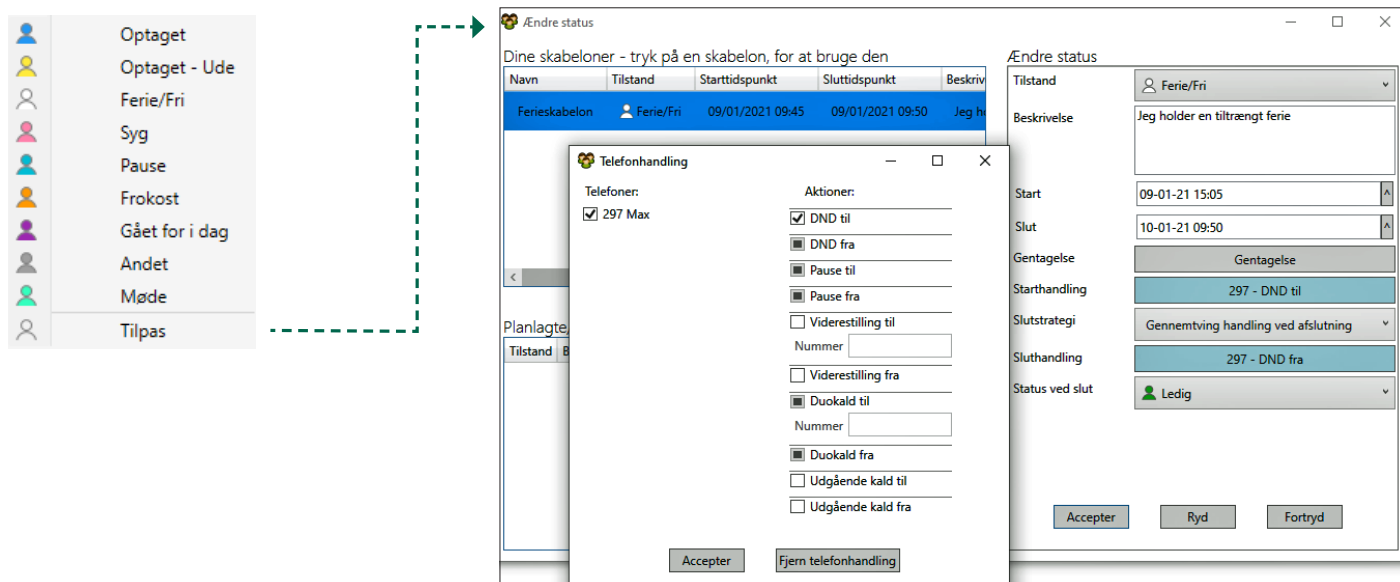 Optaget
Optaget - Ude
Ferie/Fri
Syg
Pause
Frokost
Gået for i dag
Andet
Møde
Tilpas
Ændre status
Dine skabeloner - tryk på en skabelon, for at bruge den
Navn Tilstand Starttidspunkt Sluttidspunkt Beskriv
Ferieskabelon Ferie/Fri 09/01/2021 09:45 09/01/2021 09:50 Jeg h
Planlagte,
Tilstand B
Telefonhandling
Telefoner:
297 Max
Aktioner:
DND til
DND fra
Pause til
Pause fra
Viderestilling til
Nummer
Viderestilling fra
Duokald til
Nummer
Duokald fra
Udgående kald til
Udgående kald fra
Accepter Fjern telefonhandling
Ændre status
Tilstand Ferie/Fri
Beskrivelse Jeg holder en tiltrængt ferie
Start 09-01-21 15:05
Slut 10-01-21 09:50
Gentagelse Gentagelse
Starthandling 297 - DND til
Slutstrategi Gennemtving handling ved afslutning
Sluthandling 297 - DND fra
Status ved slut Ledig
Accepter Ryd Fortryd